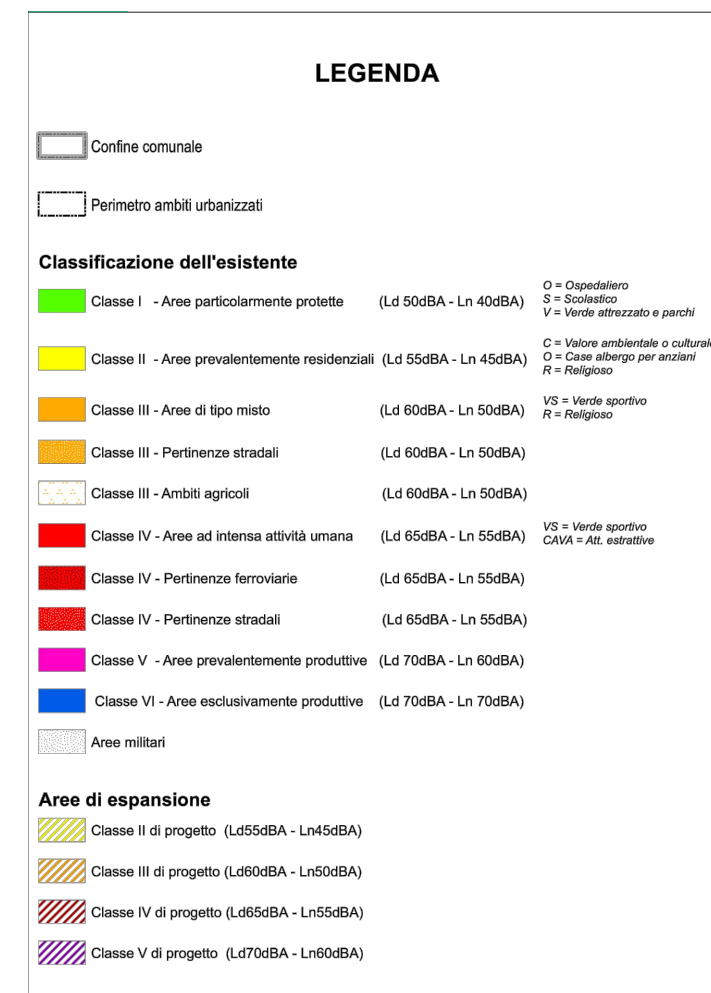 LEGENDA
Confine comunale
Perimetro ambiti urbanizzati
Classificazione dell'esistente
Classe I - Aree particolarmente protette (Ld 50dBA - Ln 40dBA)
O = Ospedaliero
S = Scolastico
V = Verde attrezzato e parchi
Classe II - Aree prevalentemente residenziali (Ld 55dBA - Ln 45dBA)
C = Valore ambientale o culturale
O = Case albergo per anziani
R = Religioso
Classe III - Aree di tipo misto (Ld 60dBA - Ln 50dBA)
VS = Verde sportivo
R = Religioso
Classe III - Pertinenze stradali (Ld 60dBA - Ln 50dBA)
Classe III - Ambiti agricoli (Ld 60dBA - Ln 50dBA)
Classe IV - Aree ad intensa attività umana (Ld 65dBA - Ln 55dBA)
VS = Verde sportivo
CAVA = Att. estrattive
Classe IV - Pertinenze ferroviarie (Ld 65dBA - Ln 55dBA)
Classe IV - Pertinenze stradali (Ld 65dBA - Ln 55dBA)
Classe V - Aree prevalentemente produttive (Ld 70dBA - Ln 60dBA)
Classe VI - Aree esclusivamente produttive (Ld 70dBA - Ln 70dBA)
Aree militari
Aree di espansione
Classe II di progetto (Ld55dBA - Ln45dBA)
Classe III di progetto (Ld60dBA - Ln50dBA)
Classe IV di progetto (Ld65dBA - Ln55dBA)
Classe V di progetto (Ld70dBA - Ln60dBA)